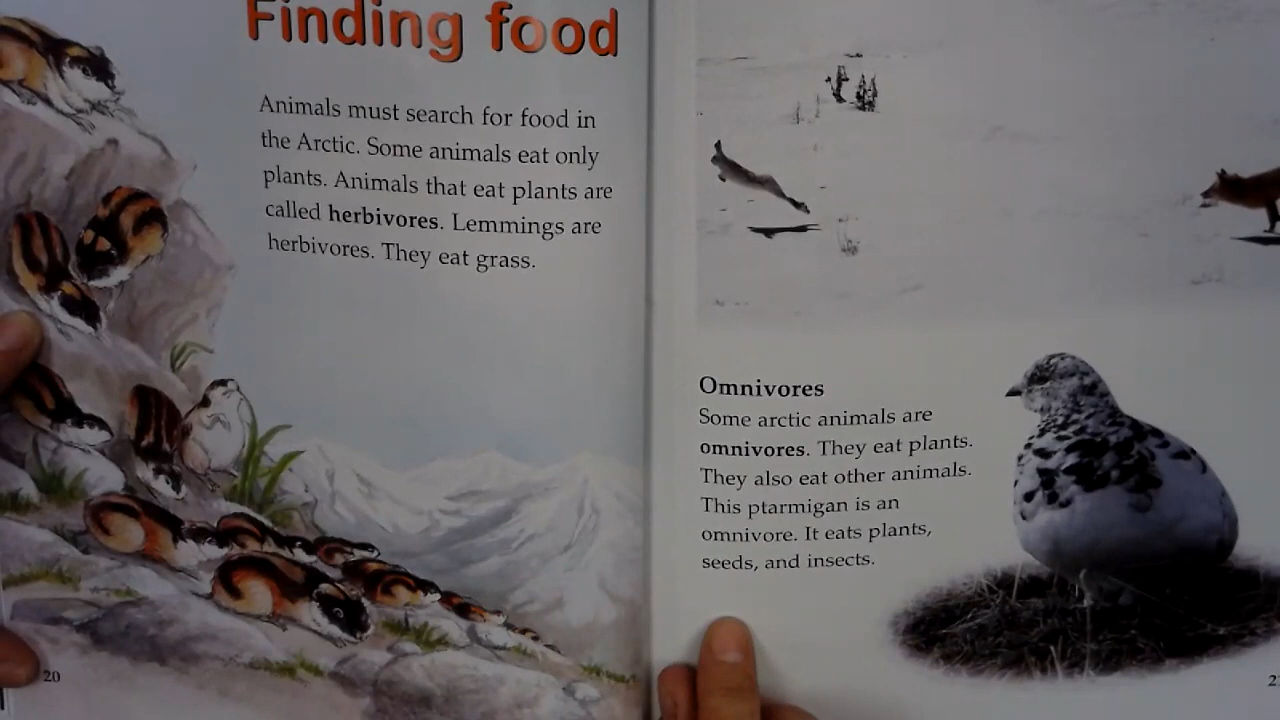 Finding food
Animals must search for food in
the Arctic. Some animals eat only
plants. Animals that eat plants are
called herbivores. Lemmings are
herbivores. They eat grass.
20
Omnivores
Some arctic animals are
omnivores. They eat plants.
They also eat other animals.
This ptarmigan is an
omnivore. It eats plants,
seeds, and insects.